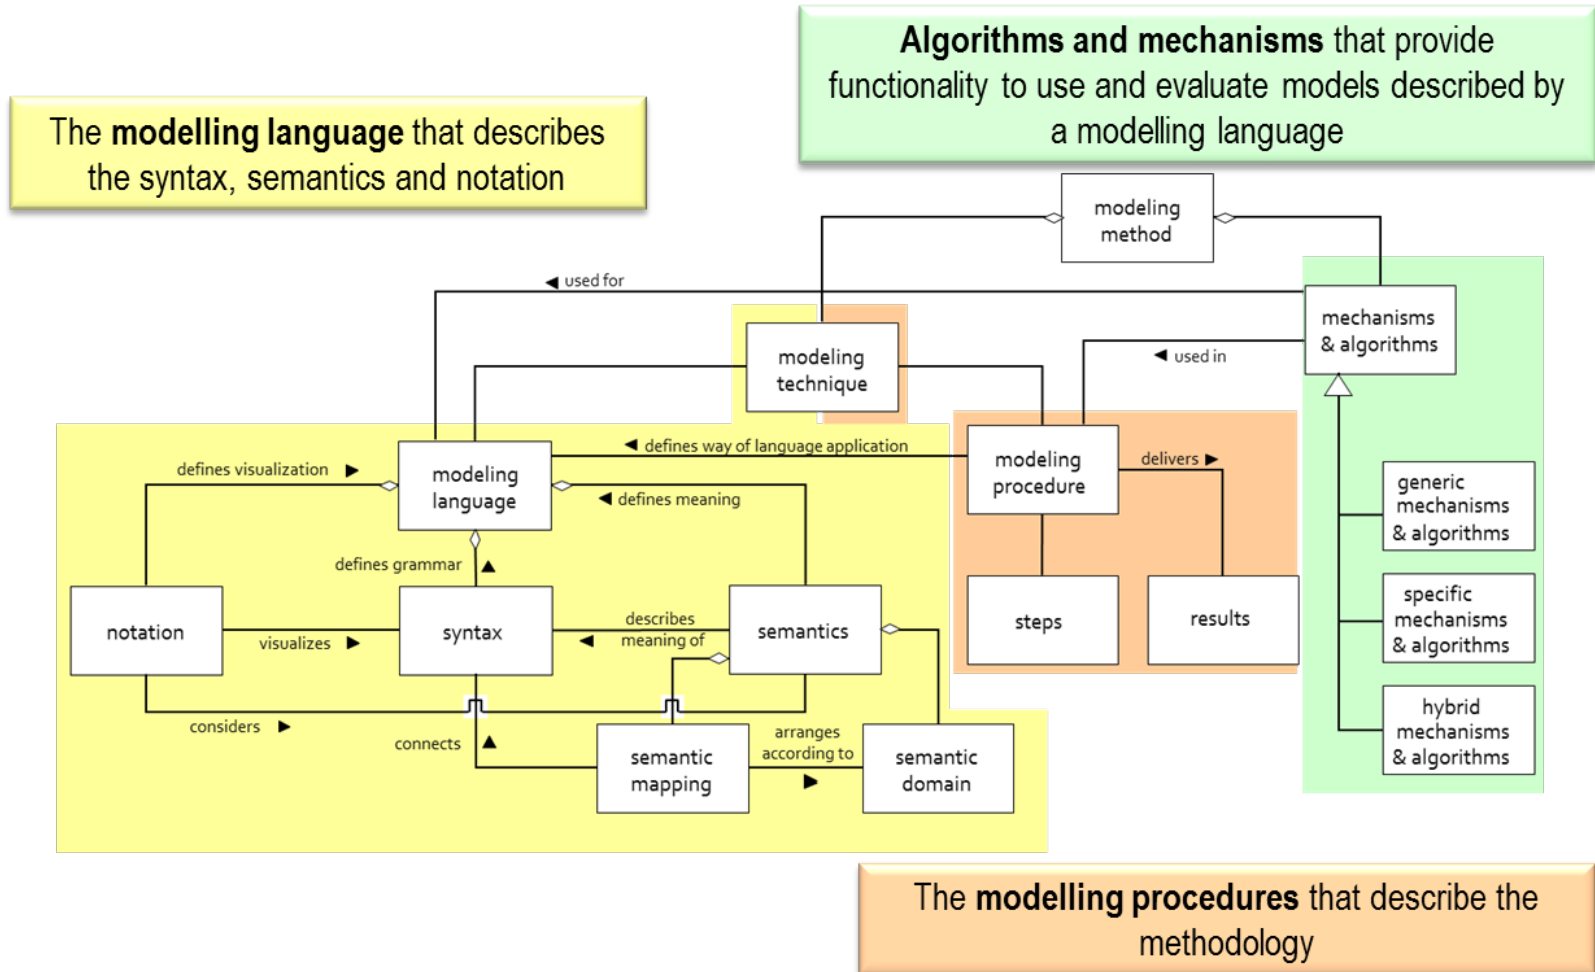 Algorithms and mechanisms that provide
functionality to use and evaluate models described by
a modelling language
The modelling language that describes
the syntax, semantics and notation
modeling
method
◄ used for
mechanisms
& algorithms
modeling
technique
◄ used in
◄ defines way of language application
modeling
procedure
delivers ►
defines visualization ►
modeling
language
◄ defines meaning
generic
mechanisms
& algorithms
defines grammar ▲
notation
visualizes ►
syntax
describes
◄ meaning of
semantics
steps
results
specific
mechanisms
& algorithms
considers ►
connects ▲
semantic
mapping
arranges
according to
►
semantic
domain
hybrid
mechanisms
& algorithms
The modelling procedures that describe the
methodology